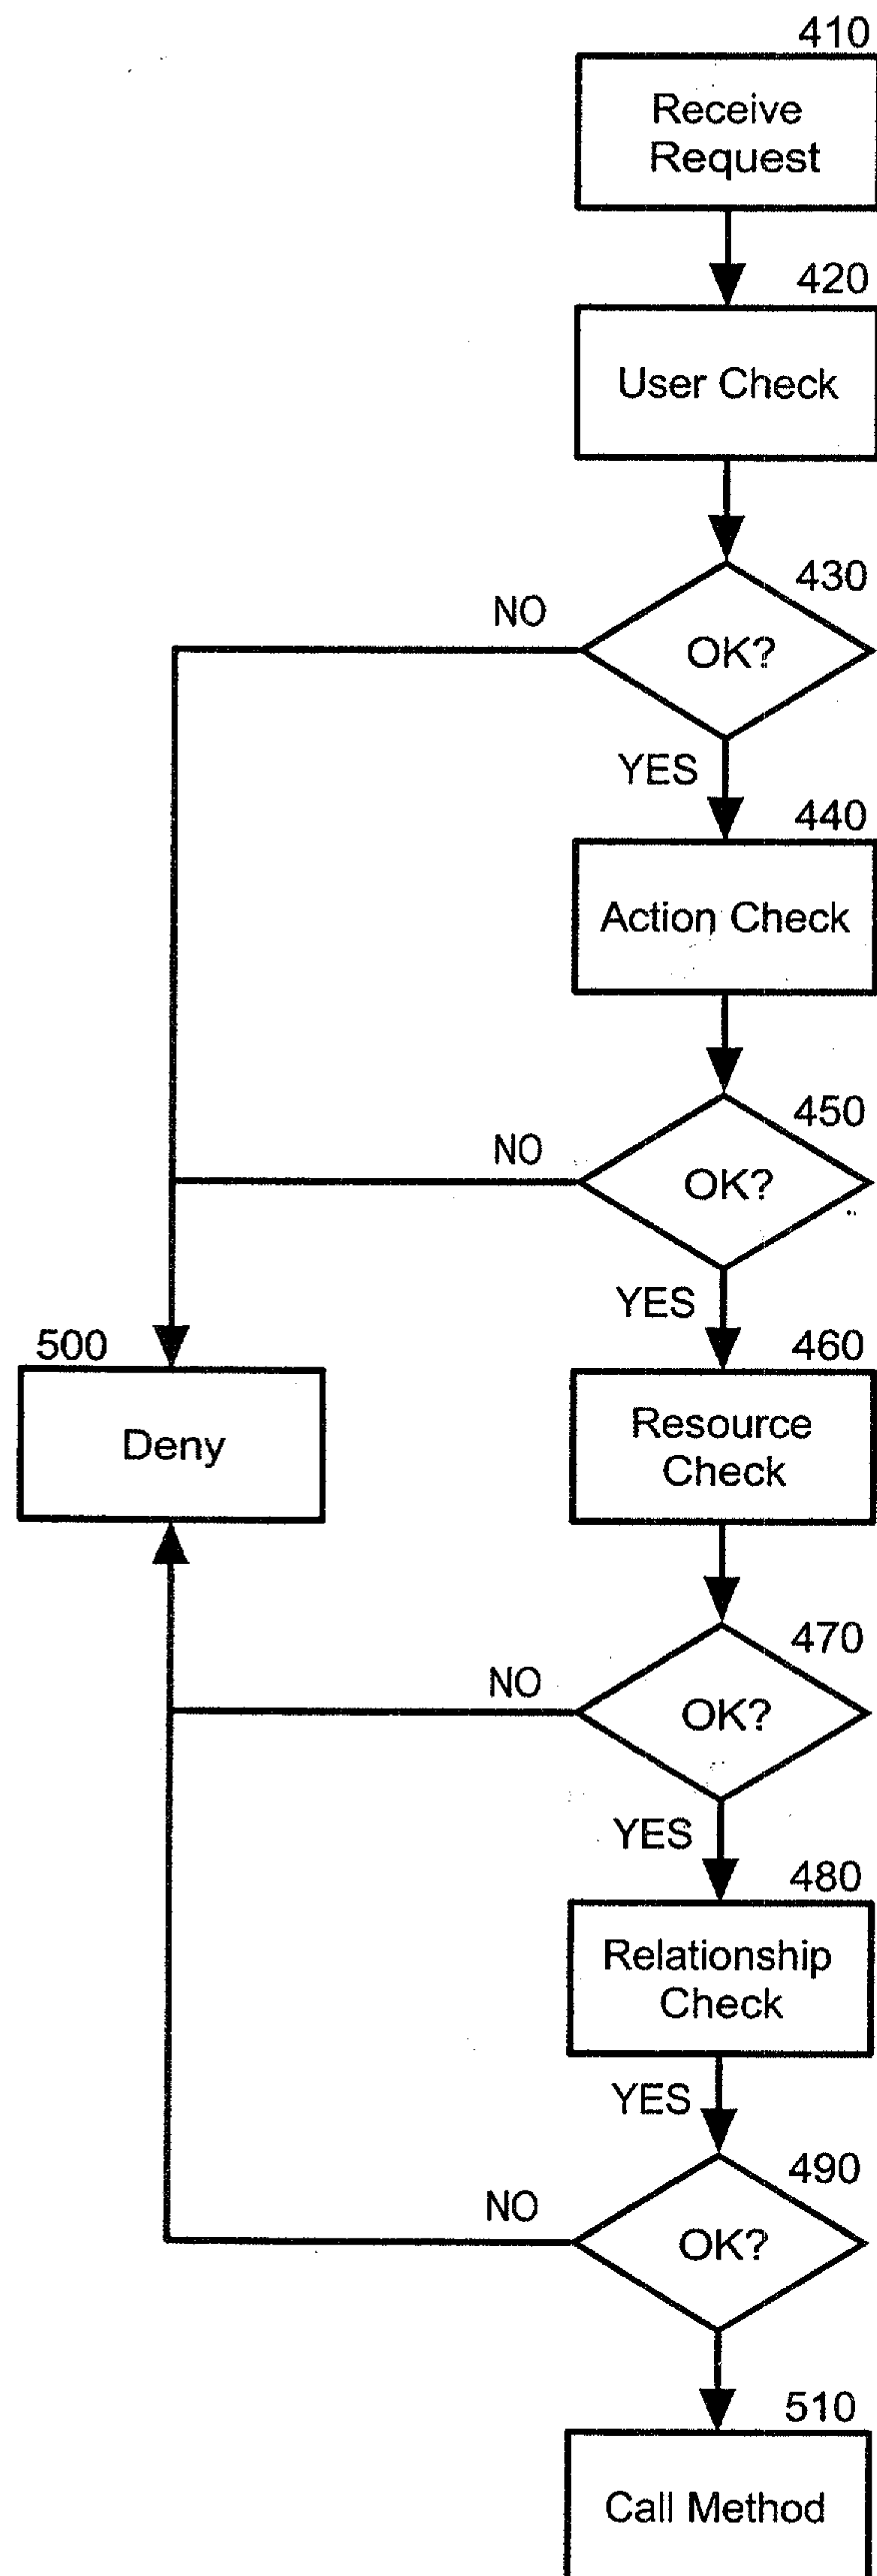 410
Receive
Request
420
User Check
430
NO
OK?
YES
440
Action Check
450
NO
OK?
YES
500
460
Deny
Resource
Check
470
NO
OK?
YES
480
Relationship
Check
YES
490
NO
OK?
510
Call Method